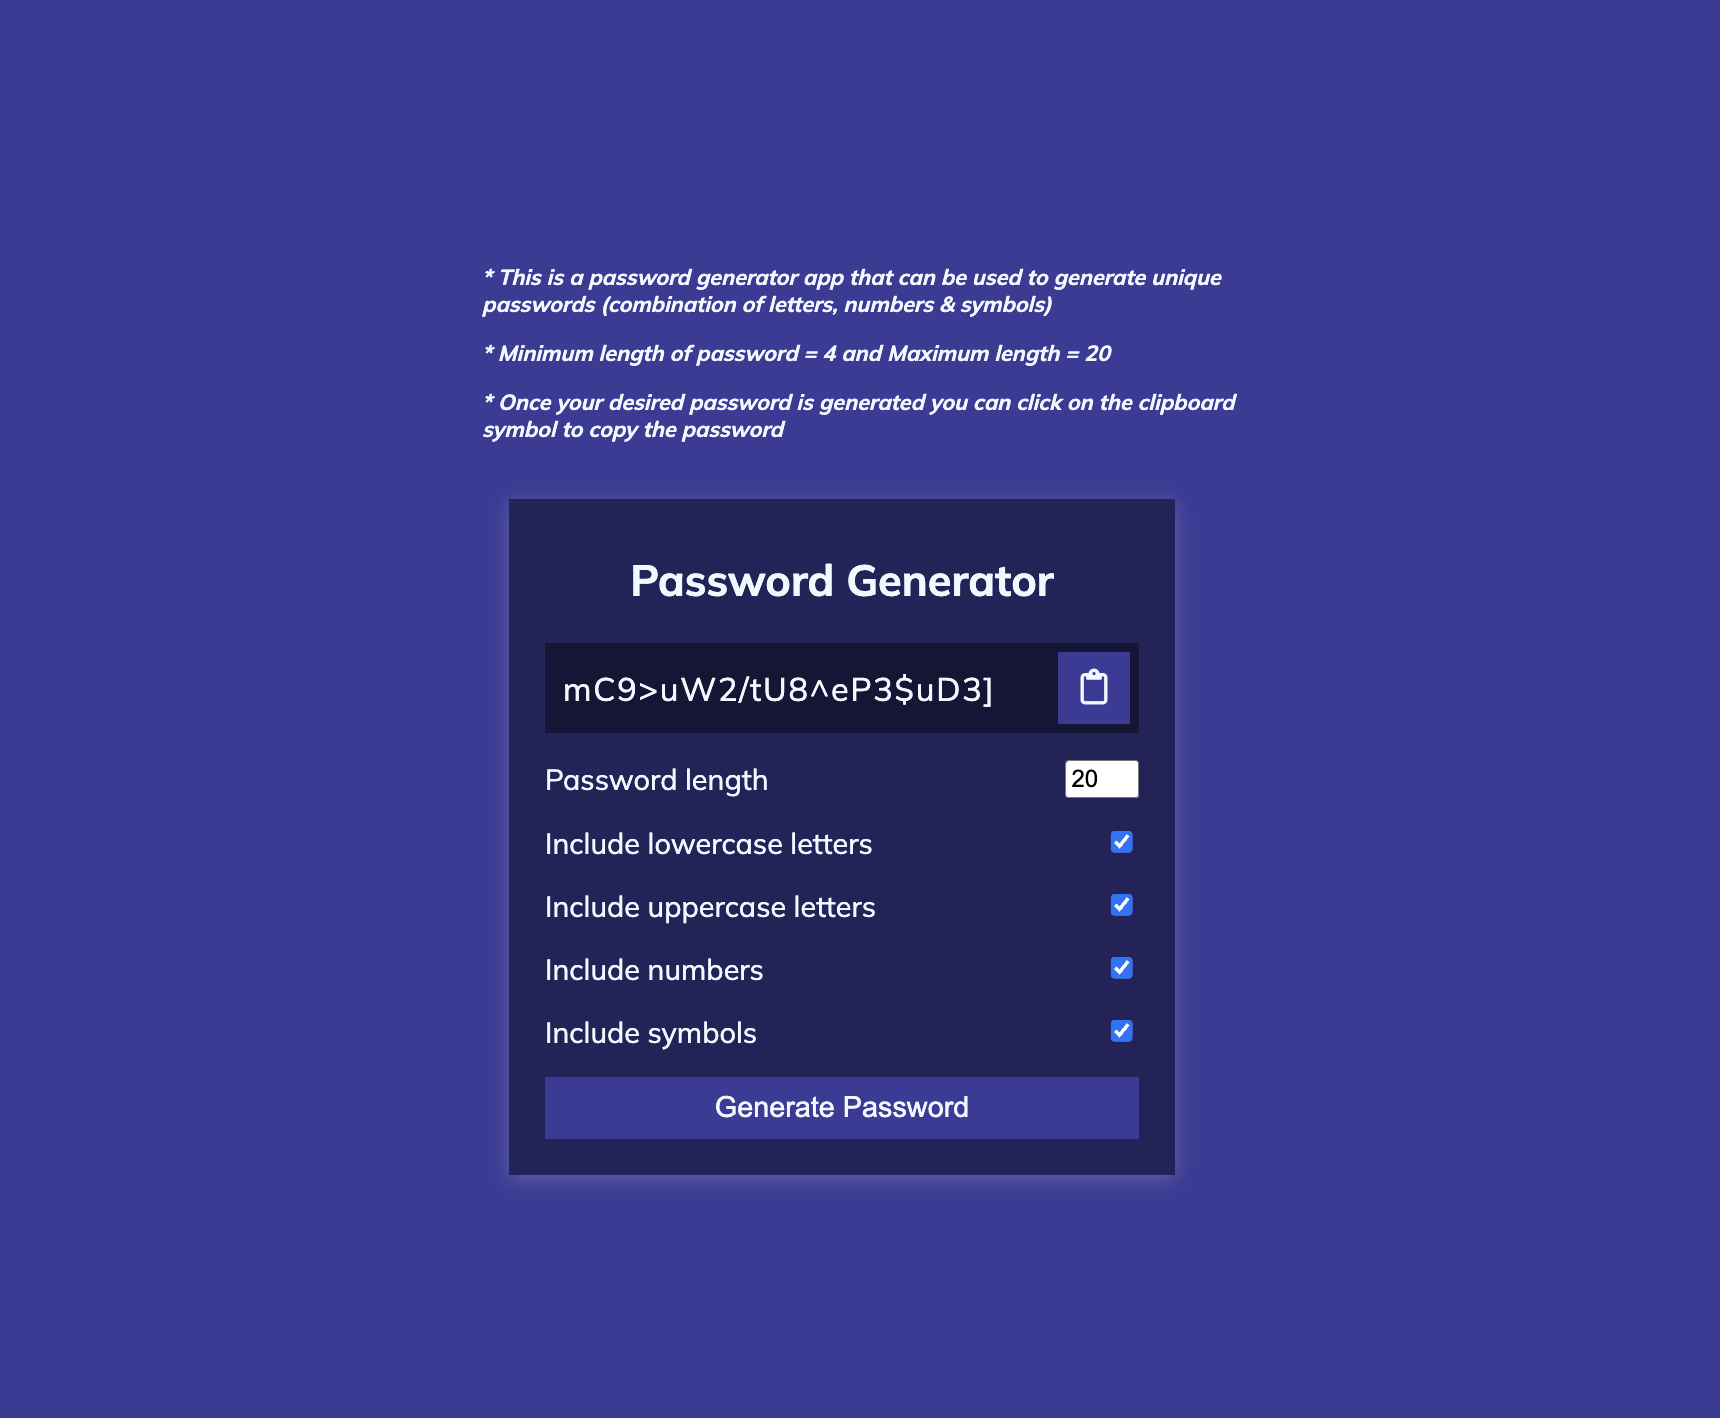 * This is a password generator app that can be used to generate unique
passwords (combination of letters, numbers & symbols)
* Minimum length of password = 4 and Maximum length = 20
* Once your desired password is generated you can click on the clipboard
symbol to copy the password
Password Generator
mC9>uW2/tU8^eP3$uD3]
Password length 20
Include lowercase letters
Include uppercase letters
Include numbers
Include symbols
Generate Password